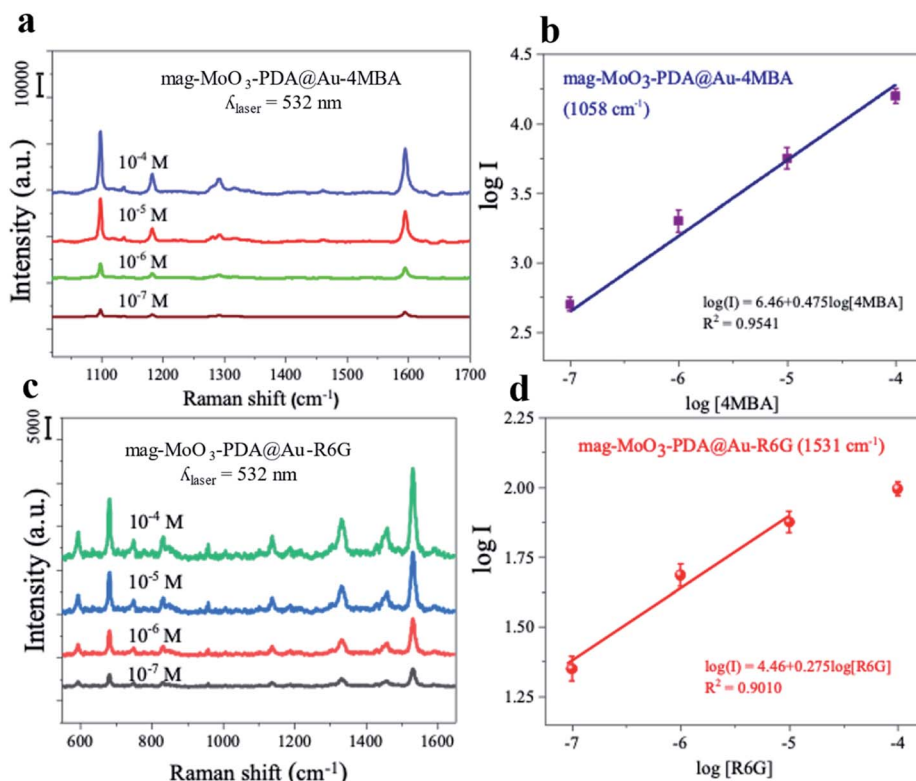 a
10000
mag-MoO₃-PDA@Au-4MBA
ʎlaser = 532 nm
10⁻⁴ M
10⁻⁵ M
10⁻⁶ M
10⁻⁷ M
Intensity (a.u.)
1100 1200 1300 1400 1500 1600 1700
Raman shift (cm⁻¹)
b
4.5
4.0
3.5
3.0
2.5
log I
mag-MoO₃-PDA@Au-4MBA
(1058 cm⁻¹)
log(I) = 6.46+0.475log[4MBA]
R² = 0.9541
-7 -6 -5 -4
log [4MBA]
c
5000
mag-MoO₃-PDA@Au-R6G
ʎlaser = 532 nm
10⁻⁴ M
10⁻⁵ M
10⁻⁶ M
10⁻⁷ M
Intensity (a.u.)
600 800 1000 1200 1400 1600
Raman shift (cm⁻¹)
d
2.25
2.00
1.75
1.50
1.25
log I
mag-MoO₃-PDA@Au-R6G (1531 cm⁻¹)
log(I) = 4.46+0.275log[R6G]
R² = 0.9010
-7 -6 -5 -4
log [R6G]